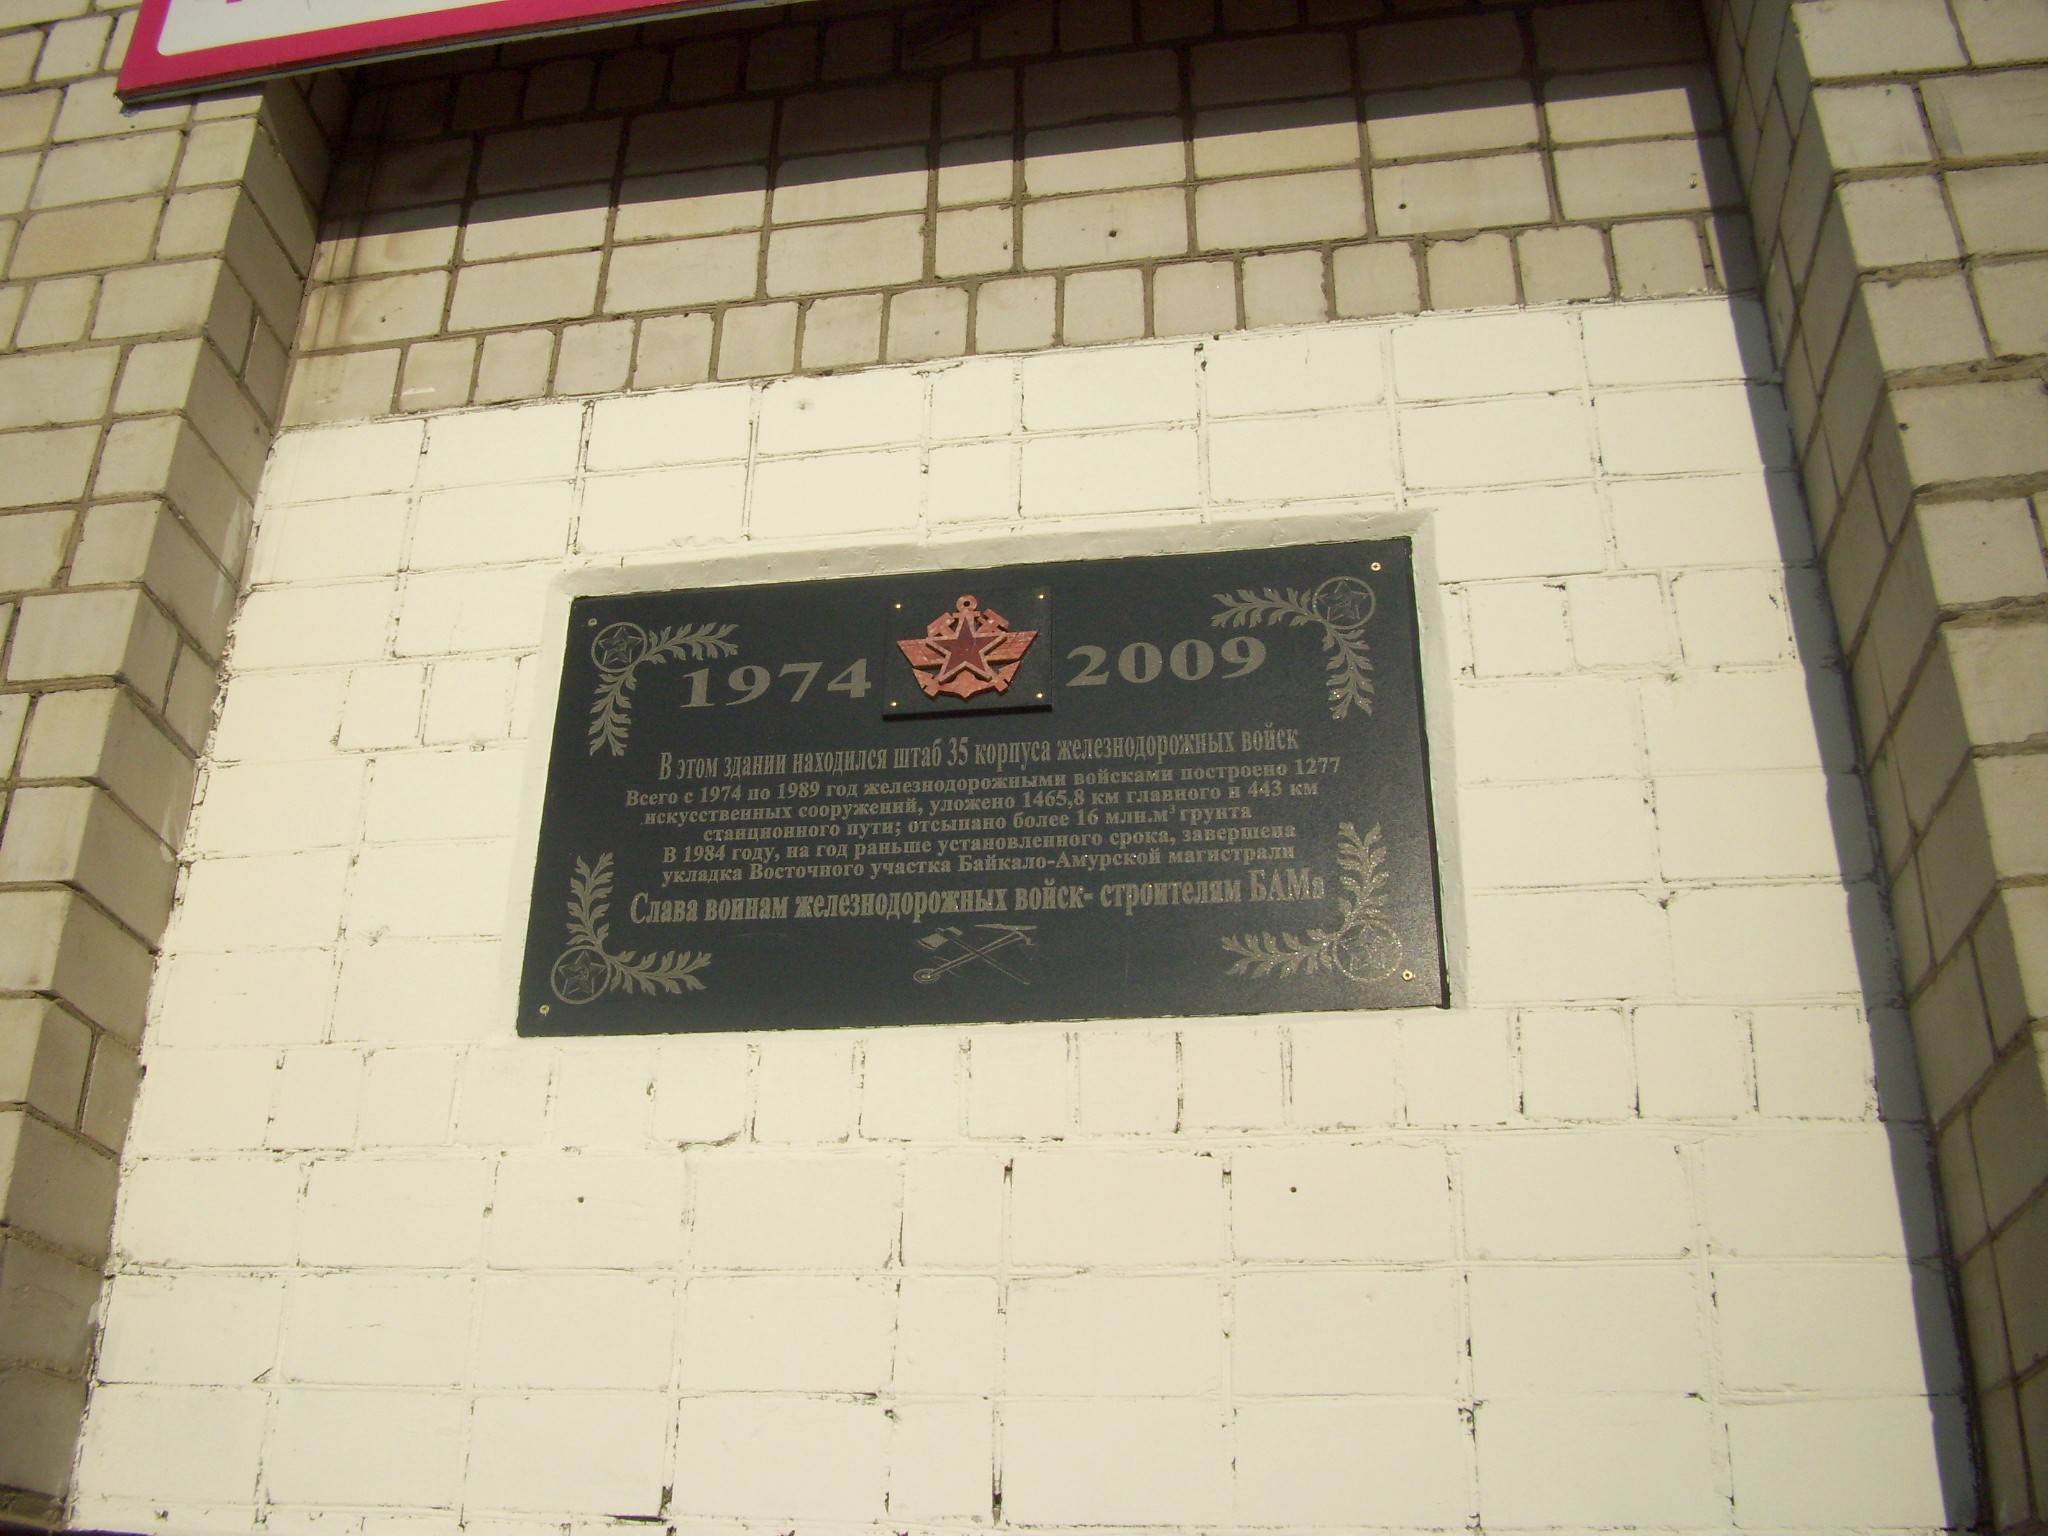 1974 2009
В этом здании находился штаб 35 корпуса железнодорожных войск
Всего с 1974 по 1989 год железнодорожными войсками построено 1277
искусственных сооружений, уложено 1465,8 км главного и 443 км
станционного пути; отсыпано более 16 млн.м³ грунта
В 1984 году, на год раньше установленного срока, завершена
укладка Восточного участка Байкало-Амурской магистрали
Слава воинам железнодорожных войск- строителям БАМа